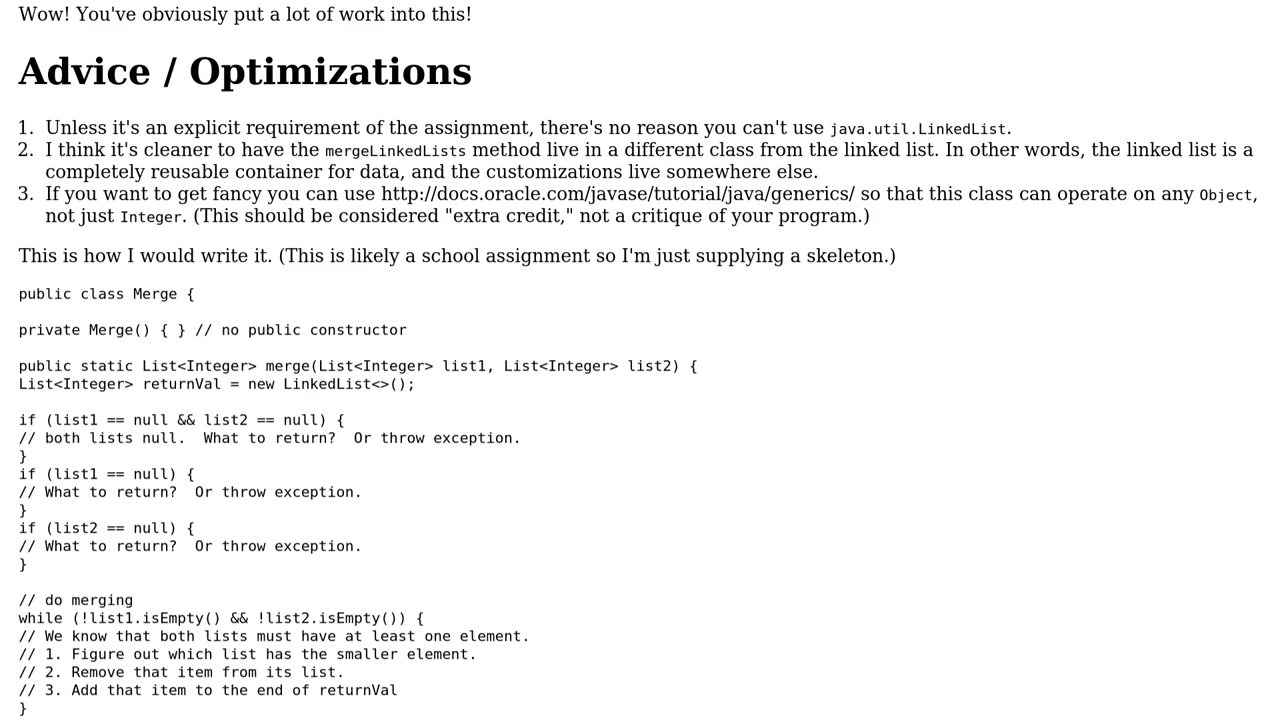 Wow! You've obviously put a lot of work into this!
Advice / Optimizations
1. Unless it's an explicit requirement of the assignment, there's no reason you can't use java.util.LinkedList.
2. I think it's cleaner to have the mergeLinkedLists method live in a different class from the linked list. In other words, the linked list is a
completely reusable container for data, and the customizations live somewhere else.
3. If you want to get fancy you can use http://docs.oracle.com/javase/tutorial/java/generics/ so that this class can operate on any Object,
not just Integer. (This should be considered "extra credit," not a critique of your program.)
This is how I would write it. (This is likely a school assignment so I'm just supplying a skeleton.)
public class Merge {
private Merge() { } // no public constructor
public static List<Integer> merge(List<Integer> list1, List<Integer> list2) {
List<Integer> returnVal = new LinkedList<>();
if (list1 == null && list2 == null) {
// both lists null.  What to return?  Or throw exception.
}
if (list1 == null) {
// What to return?  Or throw exception.
}
if (list2 == null) {
// What to return?  Or throw exception.
}
// do merging
while (!list1.isEmpty() && !list2.isEmpty()) {
// We know that both lists must have at least one element.
// 1. Figure out which list has the smaller element.
// 2. Remove that item from its list.
// 3. Add that item to the end of returnVal
}